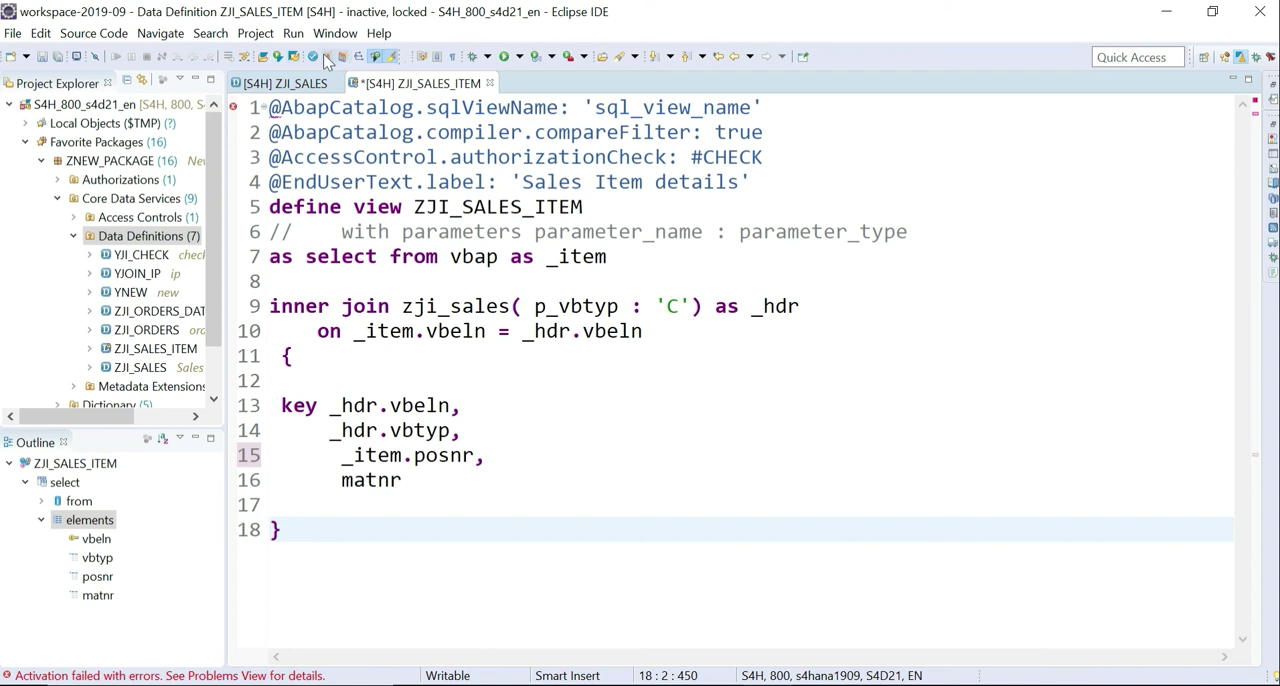 workspace-2019-09 - Data Definition ZJI_SALES_ITEM [S4H] - inactive, locked - S4H_800_s4d21_en - Eclipse IDE
File Edit Source Code Navigate Search Project Run Window Help
Quick Access
Project Explorer
[S4H] ZJI_SALES
*[S4H] ZJI_SALES_ITEM
S4H_800_s4d21_en [S4H, 800, S
Local Objects ($TMP) (?)
Favorite Packages (16)
ZNEW_PACKAGE (16) Nev
Authorizations (1)
Core Data Services (9)
Access Controls (1)
Data Definitions (7)
YJI_CHECK chec
YJOIN_IP ip
YNEW new
ZJI_ORDERS_DAT
ZJI_ORDERS orc
ZJI_SALES_ITEM
ZJI_SALES Sales
Metadata Extensions
Dictionary (5)
Outline
ZJI_SALES_ITEM
select
from
elements
vbeln
vbtyp
posnr
matnr
1 @AbapCatalog.sqlViewName: 'sql_view_name'
2 @AbapCatalog.compiler.compareFilter: true
3 @AccessControl.authorizationCheck: #CHECK
4 @EndUserText.label: 'Sales Item details'
5 define view ZJI_SALES_ITEM
6 // with parameters parameter_name : parameter_type
7 as select from vbap as _item
8
9 inner join zji_sales( p_vbtyp : 'C') as _hdr
10 on _item.vbeln = _hdr.vbeln
11 {
12
13 key _hdr.vbeln,
14 _hdr.vbtyp,
15 _item.posnr,
16 matnr
17
18 }
Activation failed with errors. See Problems View for details.
Writable
Smart Insert
18 : 2 : 450
S4H, 800, s4hana1909, S4D21, EN